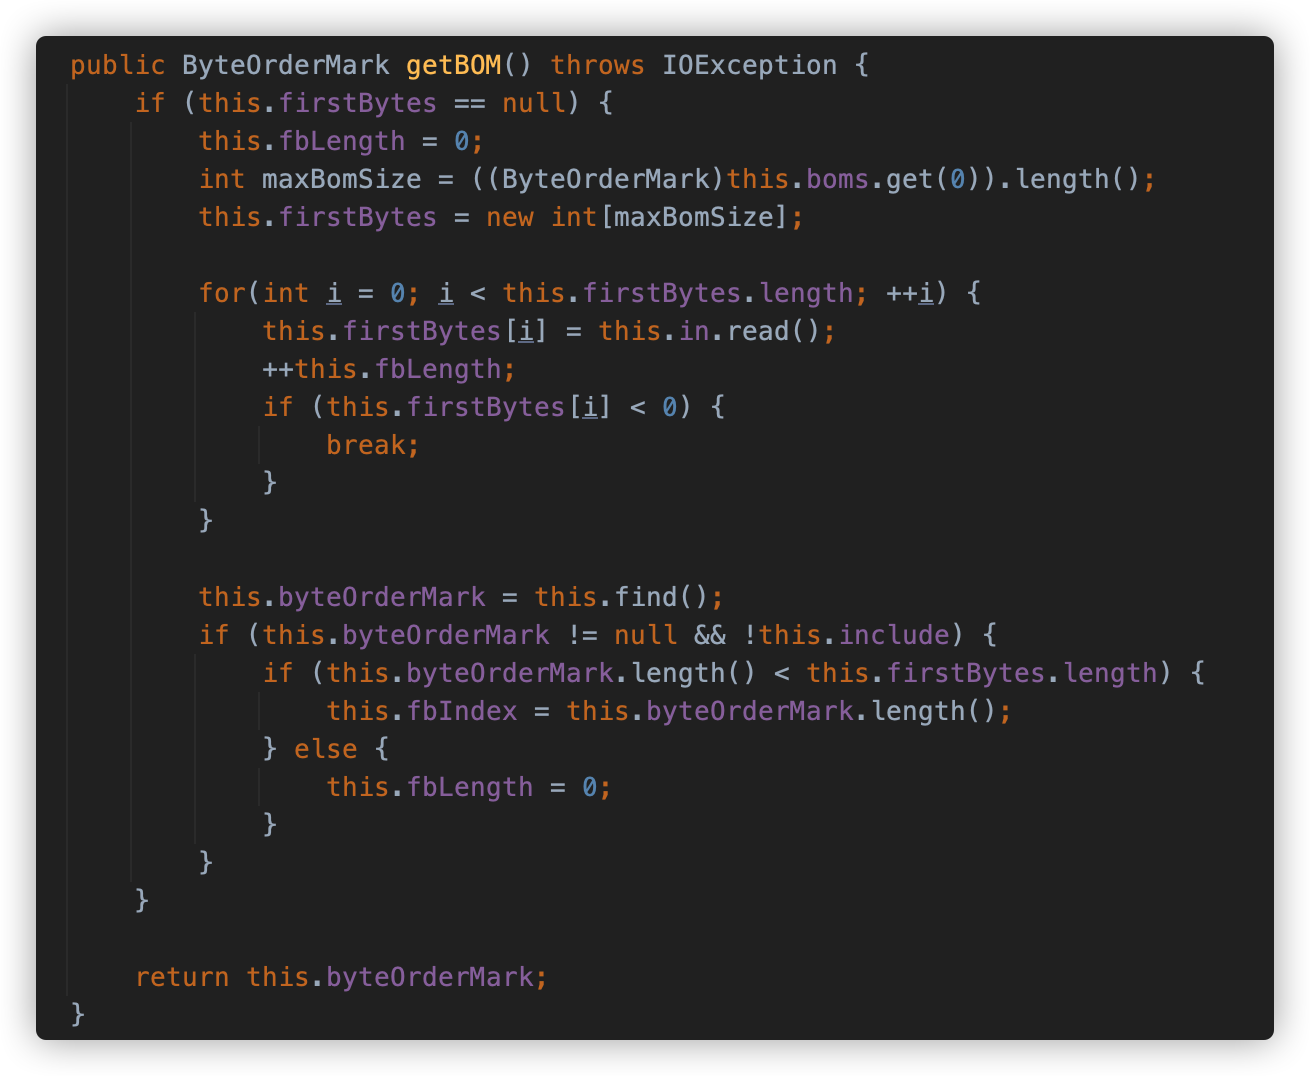 public ByteOrderMark getBOM() throws IOException {
    if (this.firstBytes == null) {
        this.fbLength = 0;
        int maxBomSize = ((ByteOrderMark)this.boms.get(0)).length();
        this.firstBytes = new int[maxBomSize];

        for(int i = 0; i < this.firstBytes.length; ++i) {
            this.firstBytes[i] = this.in.read();
            ++this.fbLength;
            if (this.firstBytes[i] < 0) {
                break;
            }
        }

        this.byteOrderMark = this.find();
        if (this.byteOrderMark != null && !this.include) {
            if (this.byteOrderMark.length() < this.firstBytes.length) {
                this.fbIndex = this.byteOrderMark.length();
            } else {
                this.fbLength = 0;
            }
        }
    }

    return this.byteOrderMark;
}